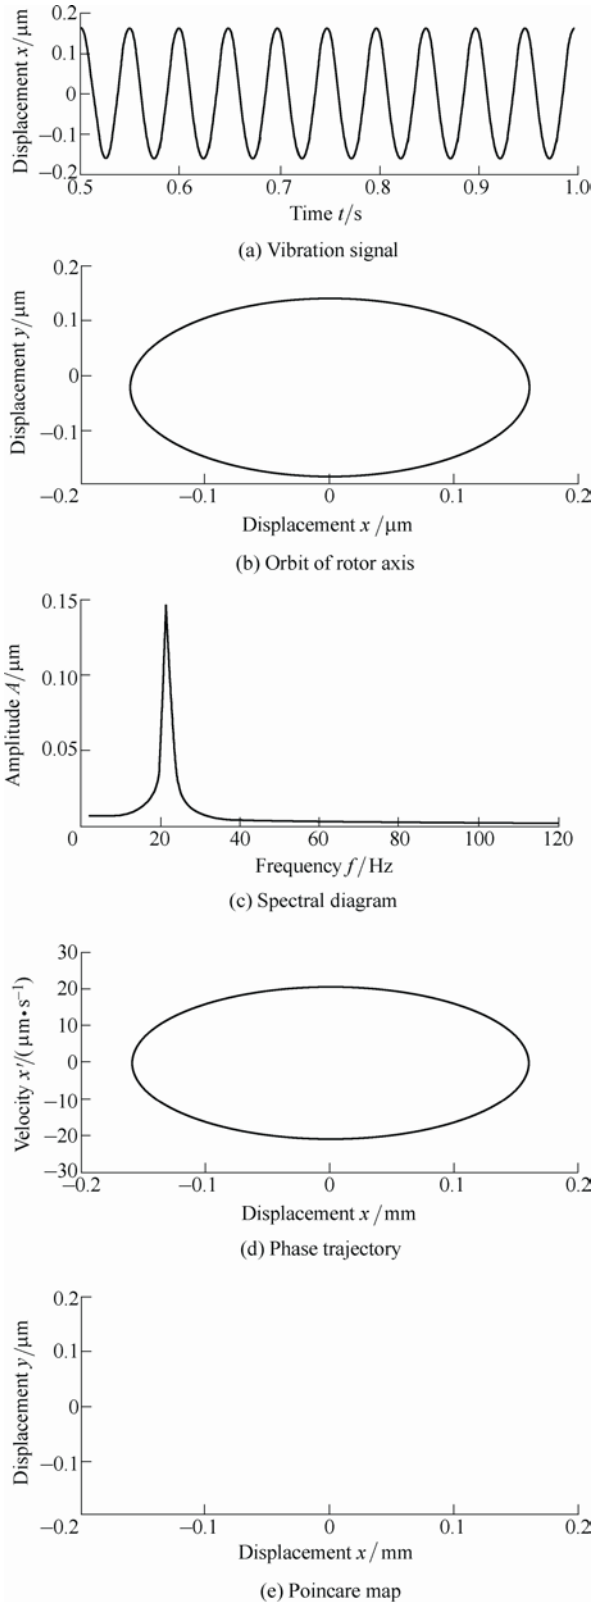 Displacement x/μm
0.2
0.1
0
−0.1
−0.2
0.5 0.6 0.7 0.8 0.9 1.0
Time t/s
(a) Vibration signal
Displacement y/μm
0.2
0.1
0
−0.1
−0.2 −0.1 0 0.1 0.2
Displacement x /μm
(b) Orbit of rotor axis
Amplitude A/μm
0.15
0.10
0.05
0 20 40 60 80 100 120
Frequency f/Hz
(c) Spectral diagram
Velocity x′/(μm•s⁻¹)
30
20
10
0
−10
−20
−30
−0.2 −0.1 0 0.1 0.2
Displacement x /mm
(d) Phase trajectory
Displacement y/μm
0.2
0.1
0
−0.1
−0.2 −0.1 0 0.1 0.2
Displacement x / mm
(e) Poincare map